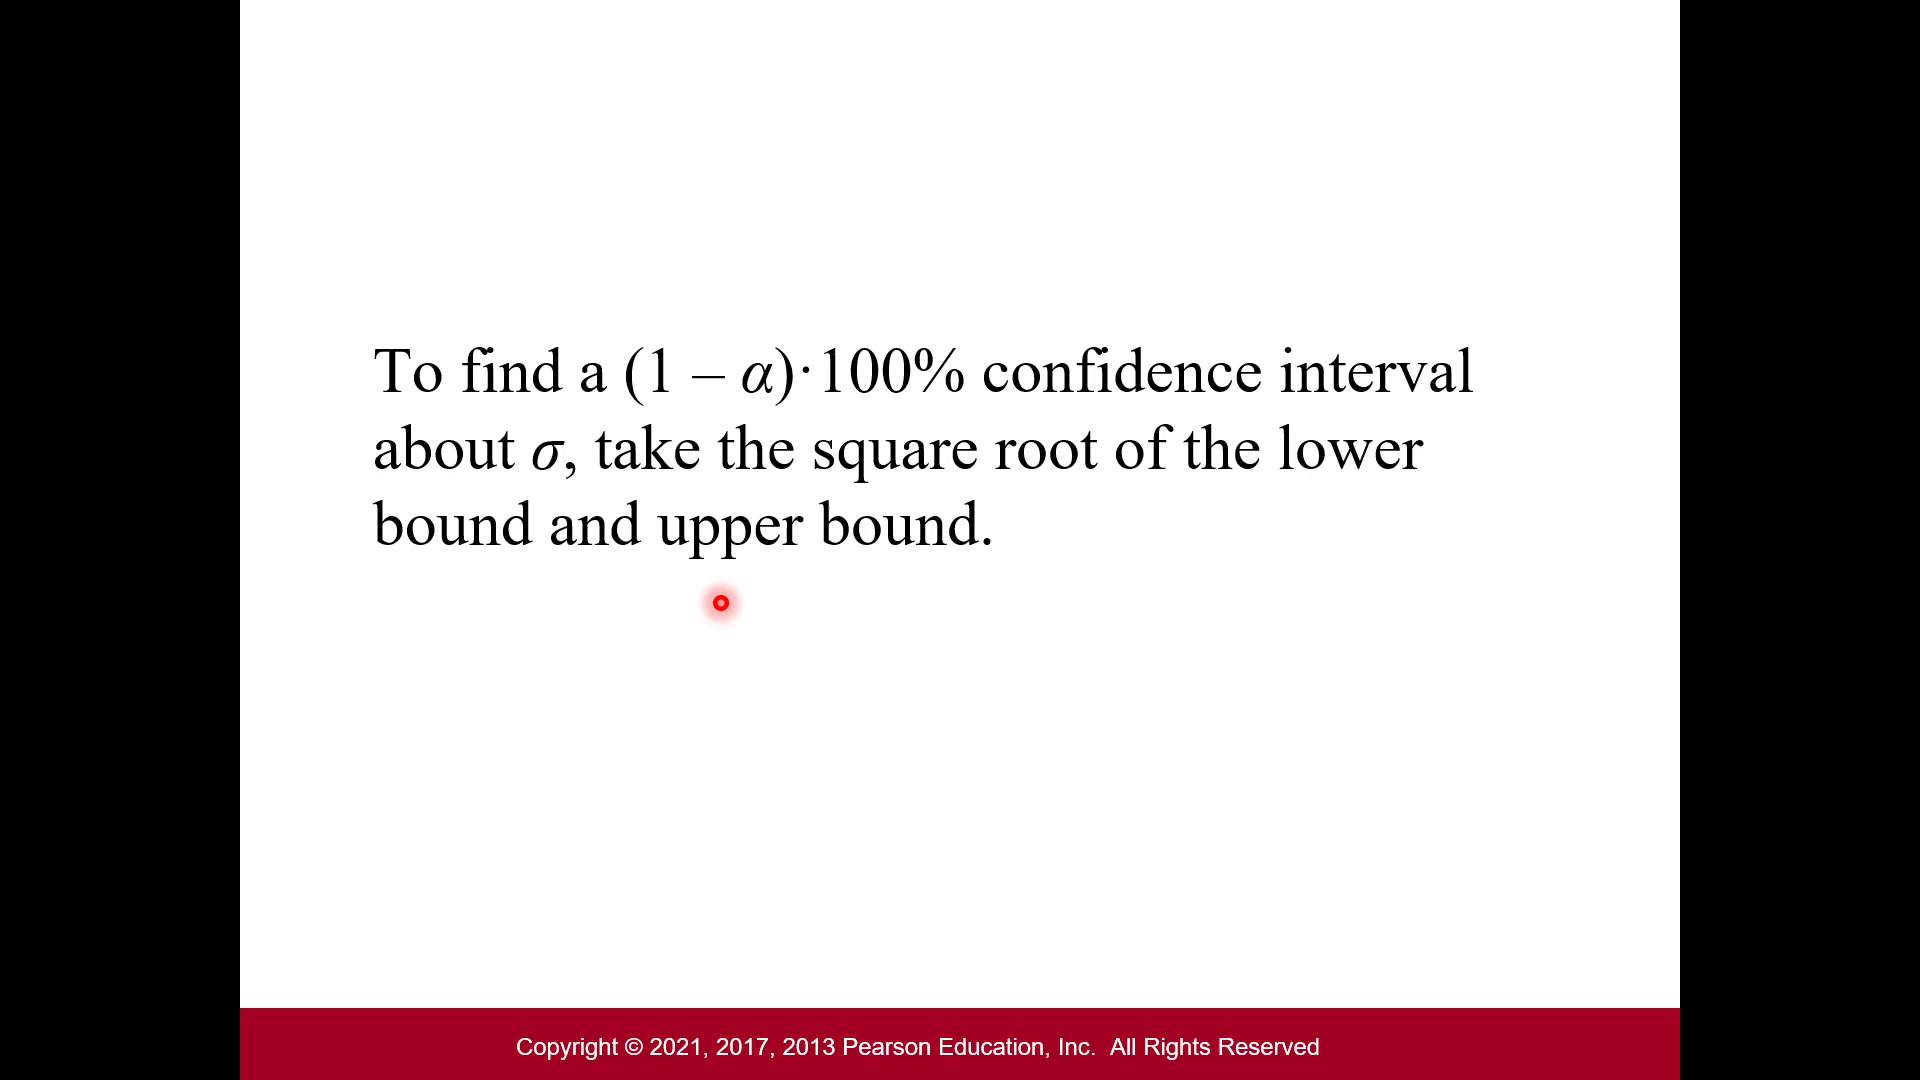 To find a (1 – α)·100% confidence interval
about σ, take the square root of the lower
bound and upper bound.
Copyright © 2021, 2017, 2013 Pearson Education, Inc.  All Rights Reserved